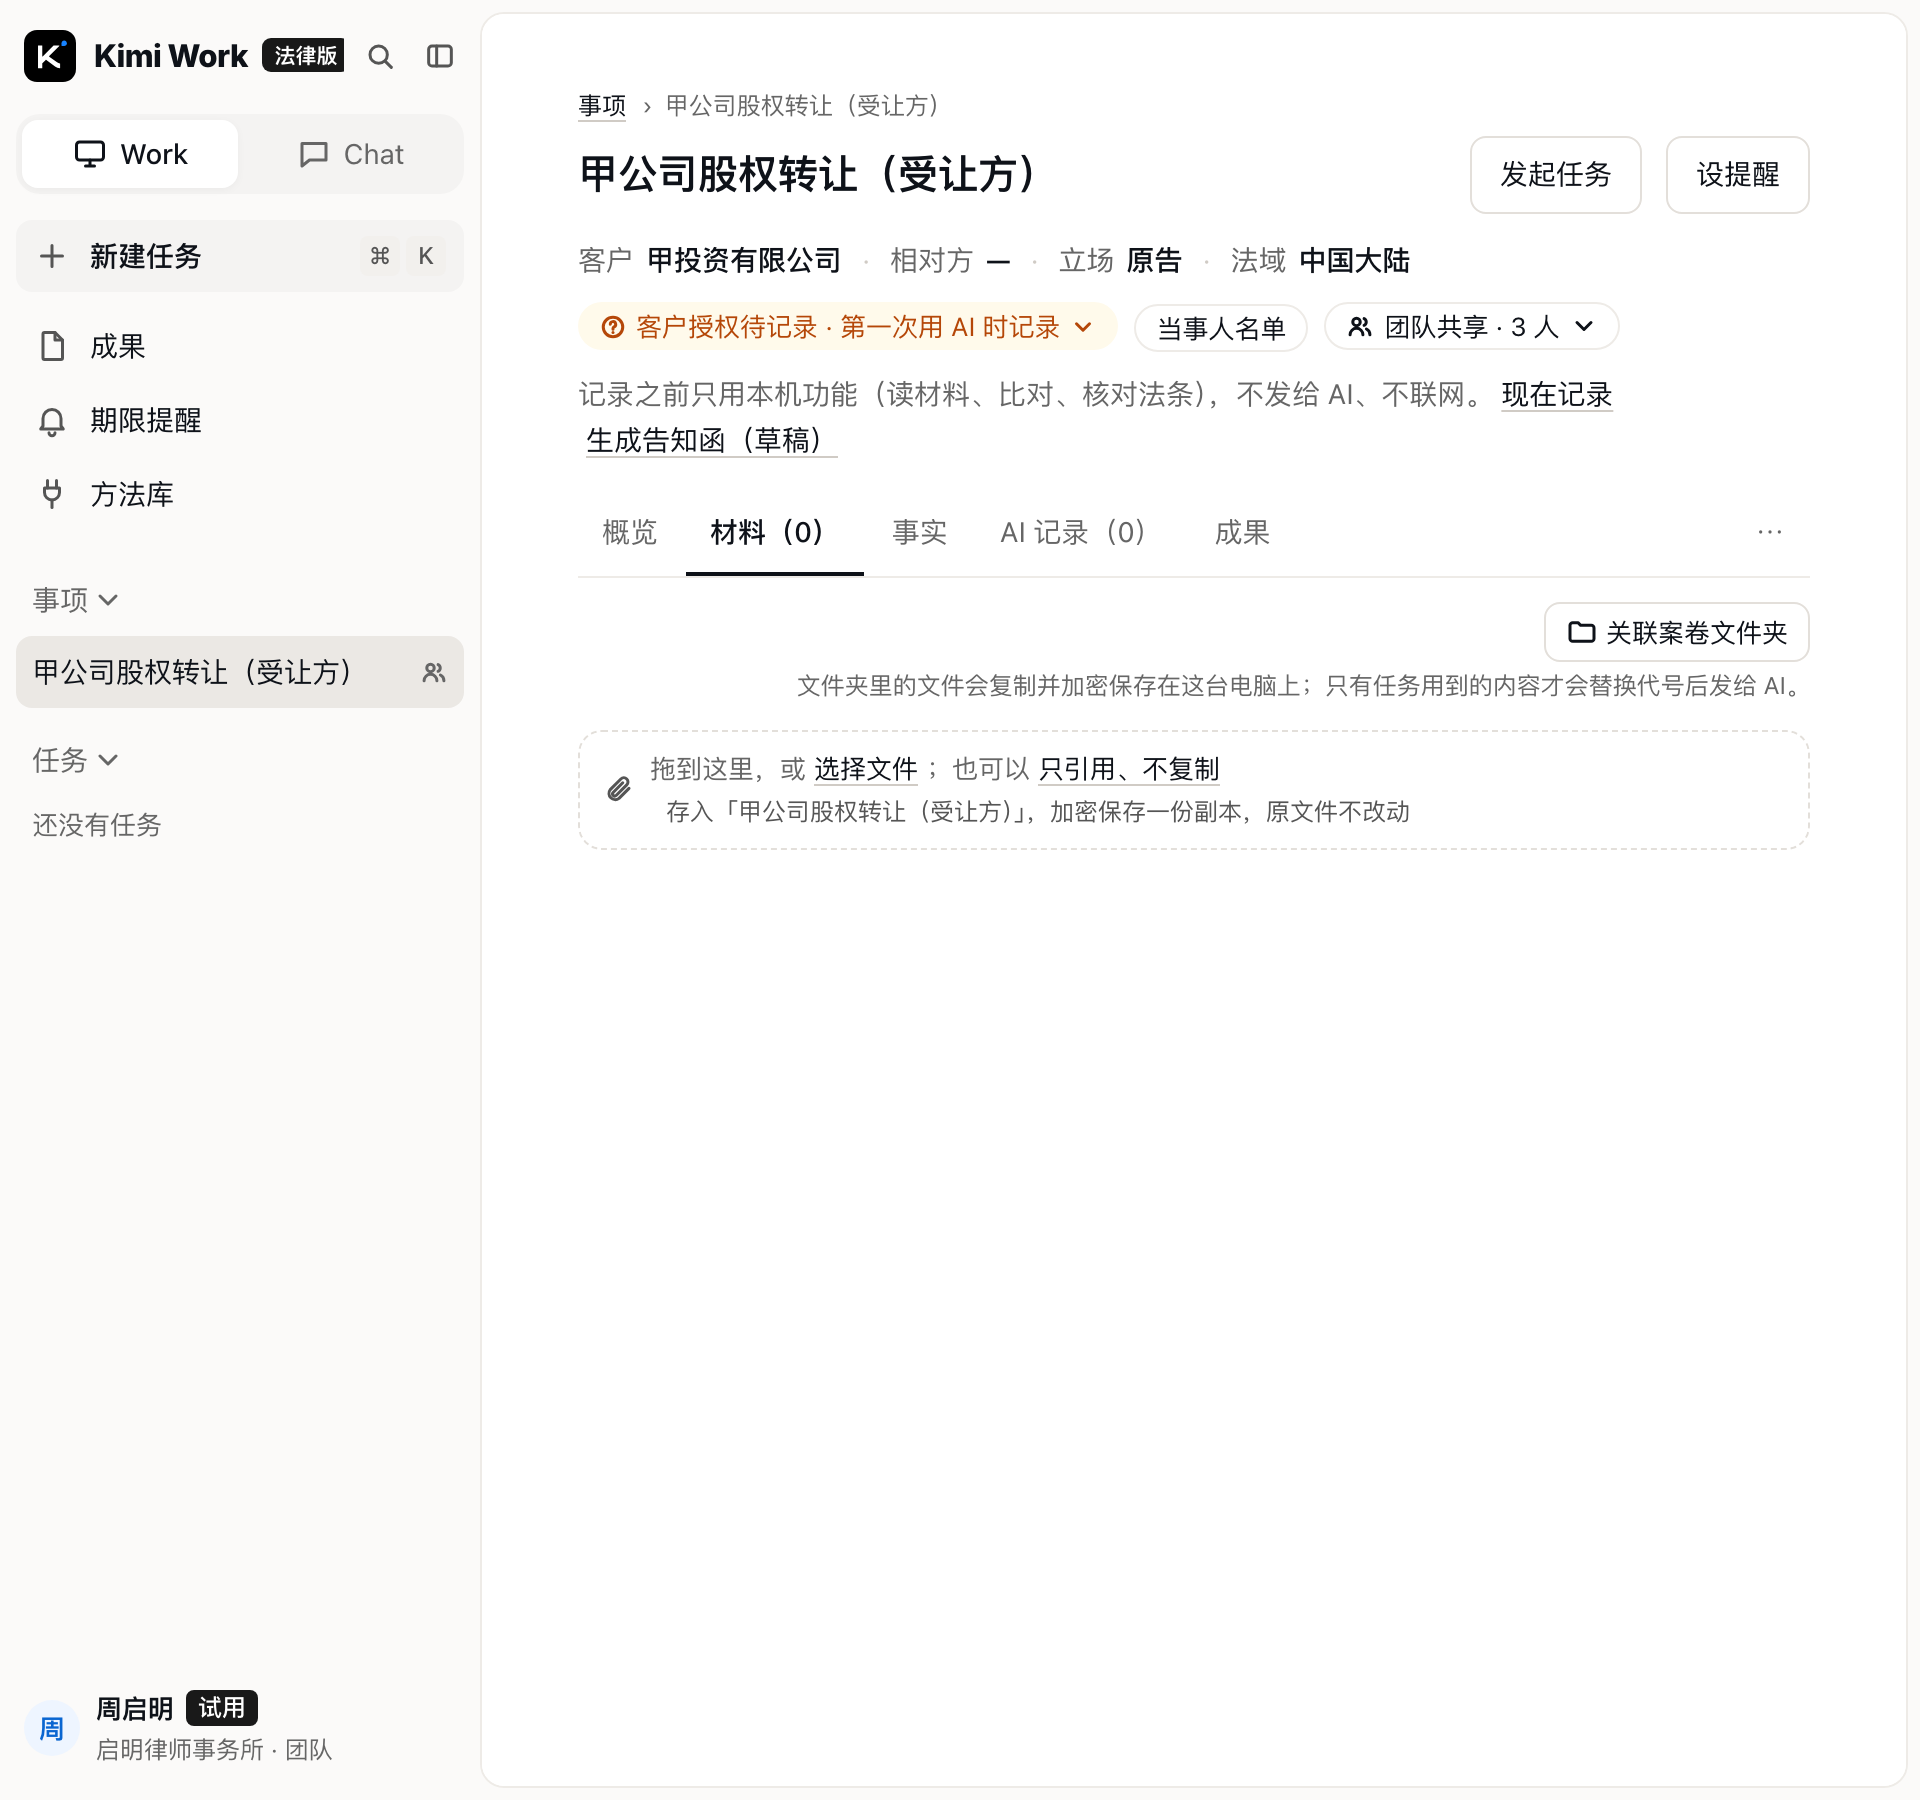 Kimi Work 法律版
Work Chat
新建任务 ⌘ K
成果
期限提醒
方法库
事项
甲公司股权转让（受让方）
任务
还没有任务
周 周启明 试用
启明律师事务所 · 团队
事项 › 甲公司股权转让（受让方）
甲公司股权转让（受让方） 发起任务 设提醒
客户 甲投资有限公司 · 相对方 — · 立场 原告 · 法域 中国大陆
客户授权待记录 · 第一次用 AI 时记录 当事人名单 团队共享 · 3 人
记录之前只用本机功能（读材料、比对、核对法条），不发给 AI、不联网。 现在记录
生成告知函（草稿）
概览 材料（0） 事实 AI 记录（0） 成果 ···
关联案卷文件夹
文件夹里的文件会复制并加密保存在这台电脑上；只有任务用到的内容才会替换代号后发给 AI。
拖到这里，或 选择文件 ；也可以 只引用、不复制
存入「甲公司股权转让（受让方）」，加密保存一份副本，原文件不改动